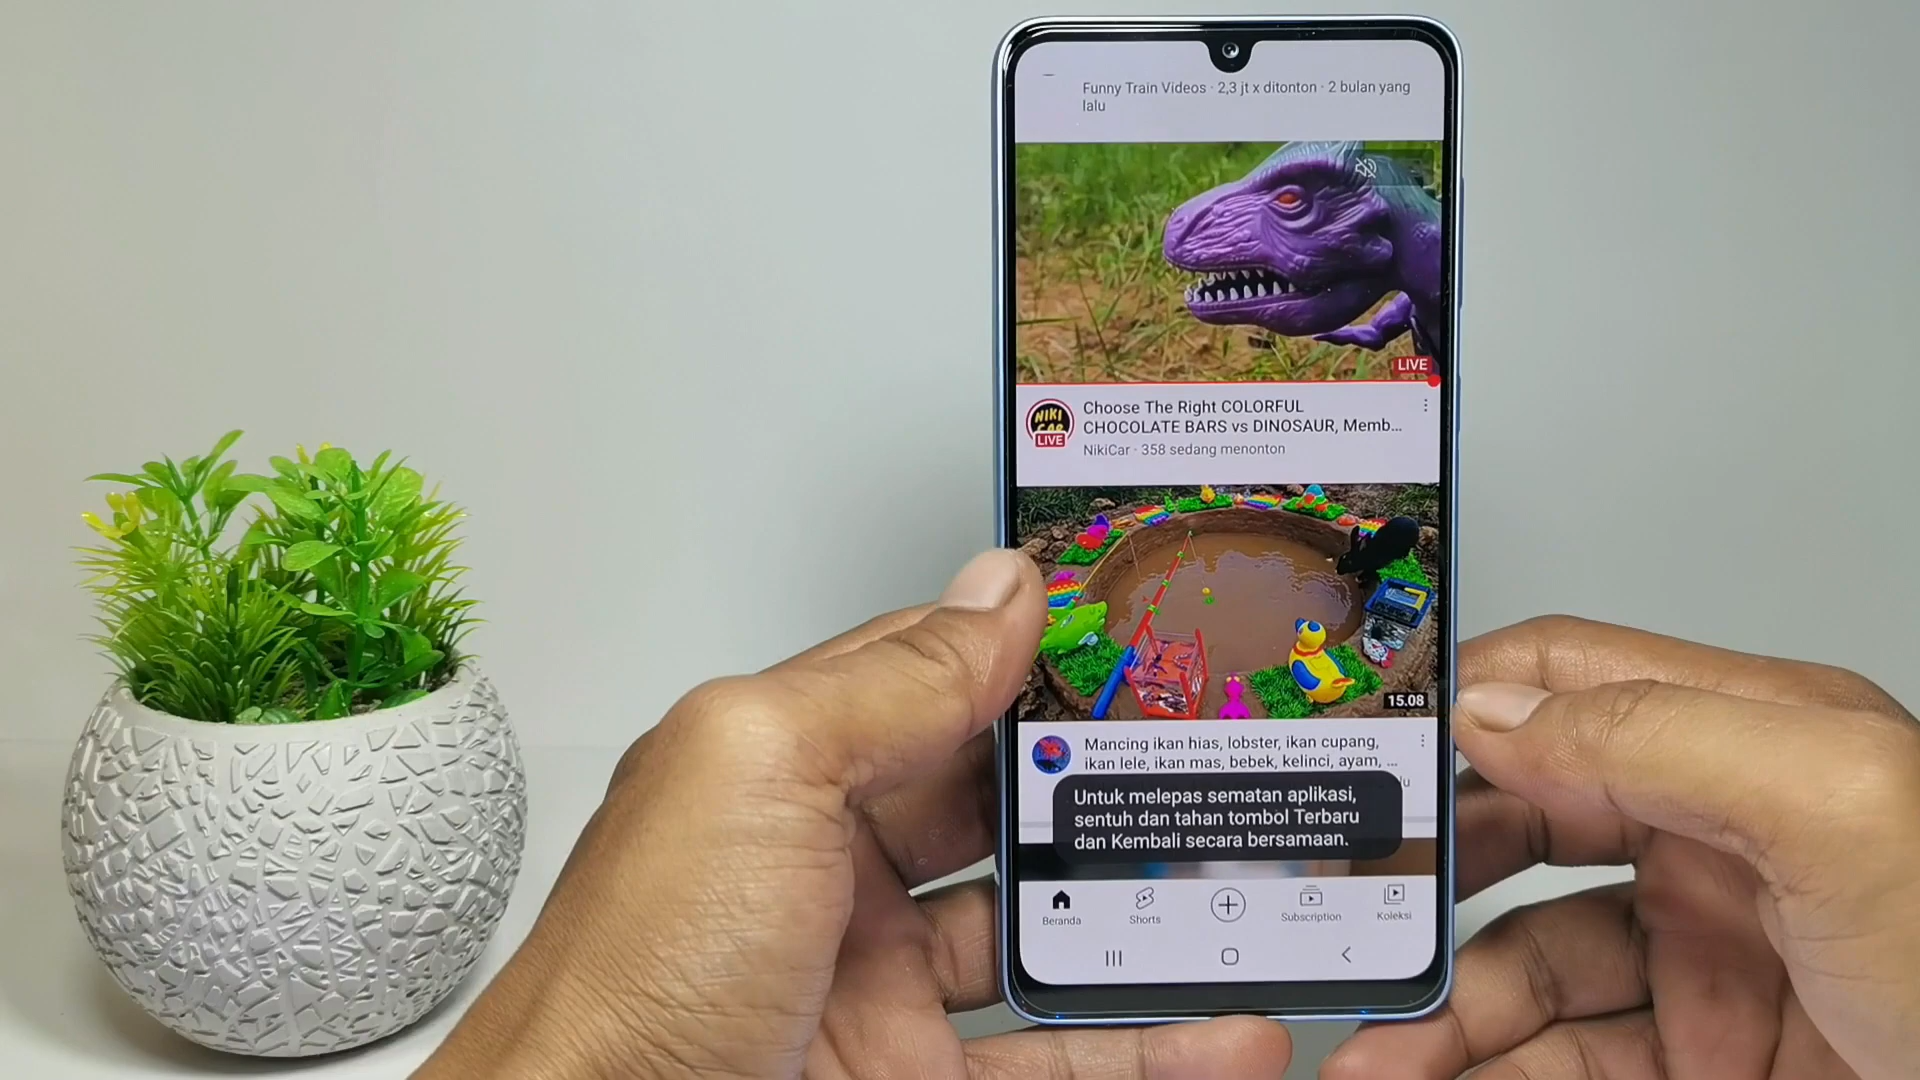 Funny Train Videos · 2,3 jt x ditonton · 2 bulan yang
lalu
LIVE
NIKI
CAR
LIVE
Choose The Right COLORFUL
CHOCOLATE BARS vs DINOSAUR, Memb...
NikiCar · 358 sedang menonton
15.08
Mancing ikan hias, lobster, ikan cupang,
ikan lele, ikan mas, bebek, kelinci, ayam, ...
lu
Untuk melepas sematan aplikasi,
sentuh dan tahan tombol Terbaru
dan Kembali secara bersamaan.
Beranda
Shorts
Subscription
Koleksi